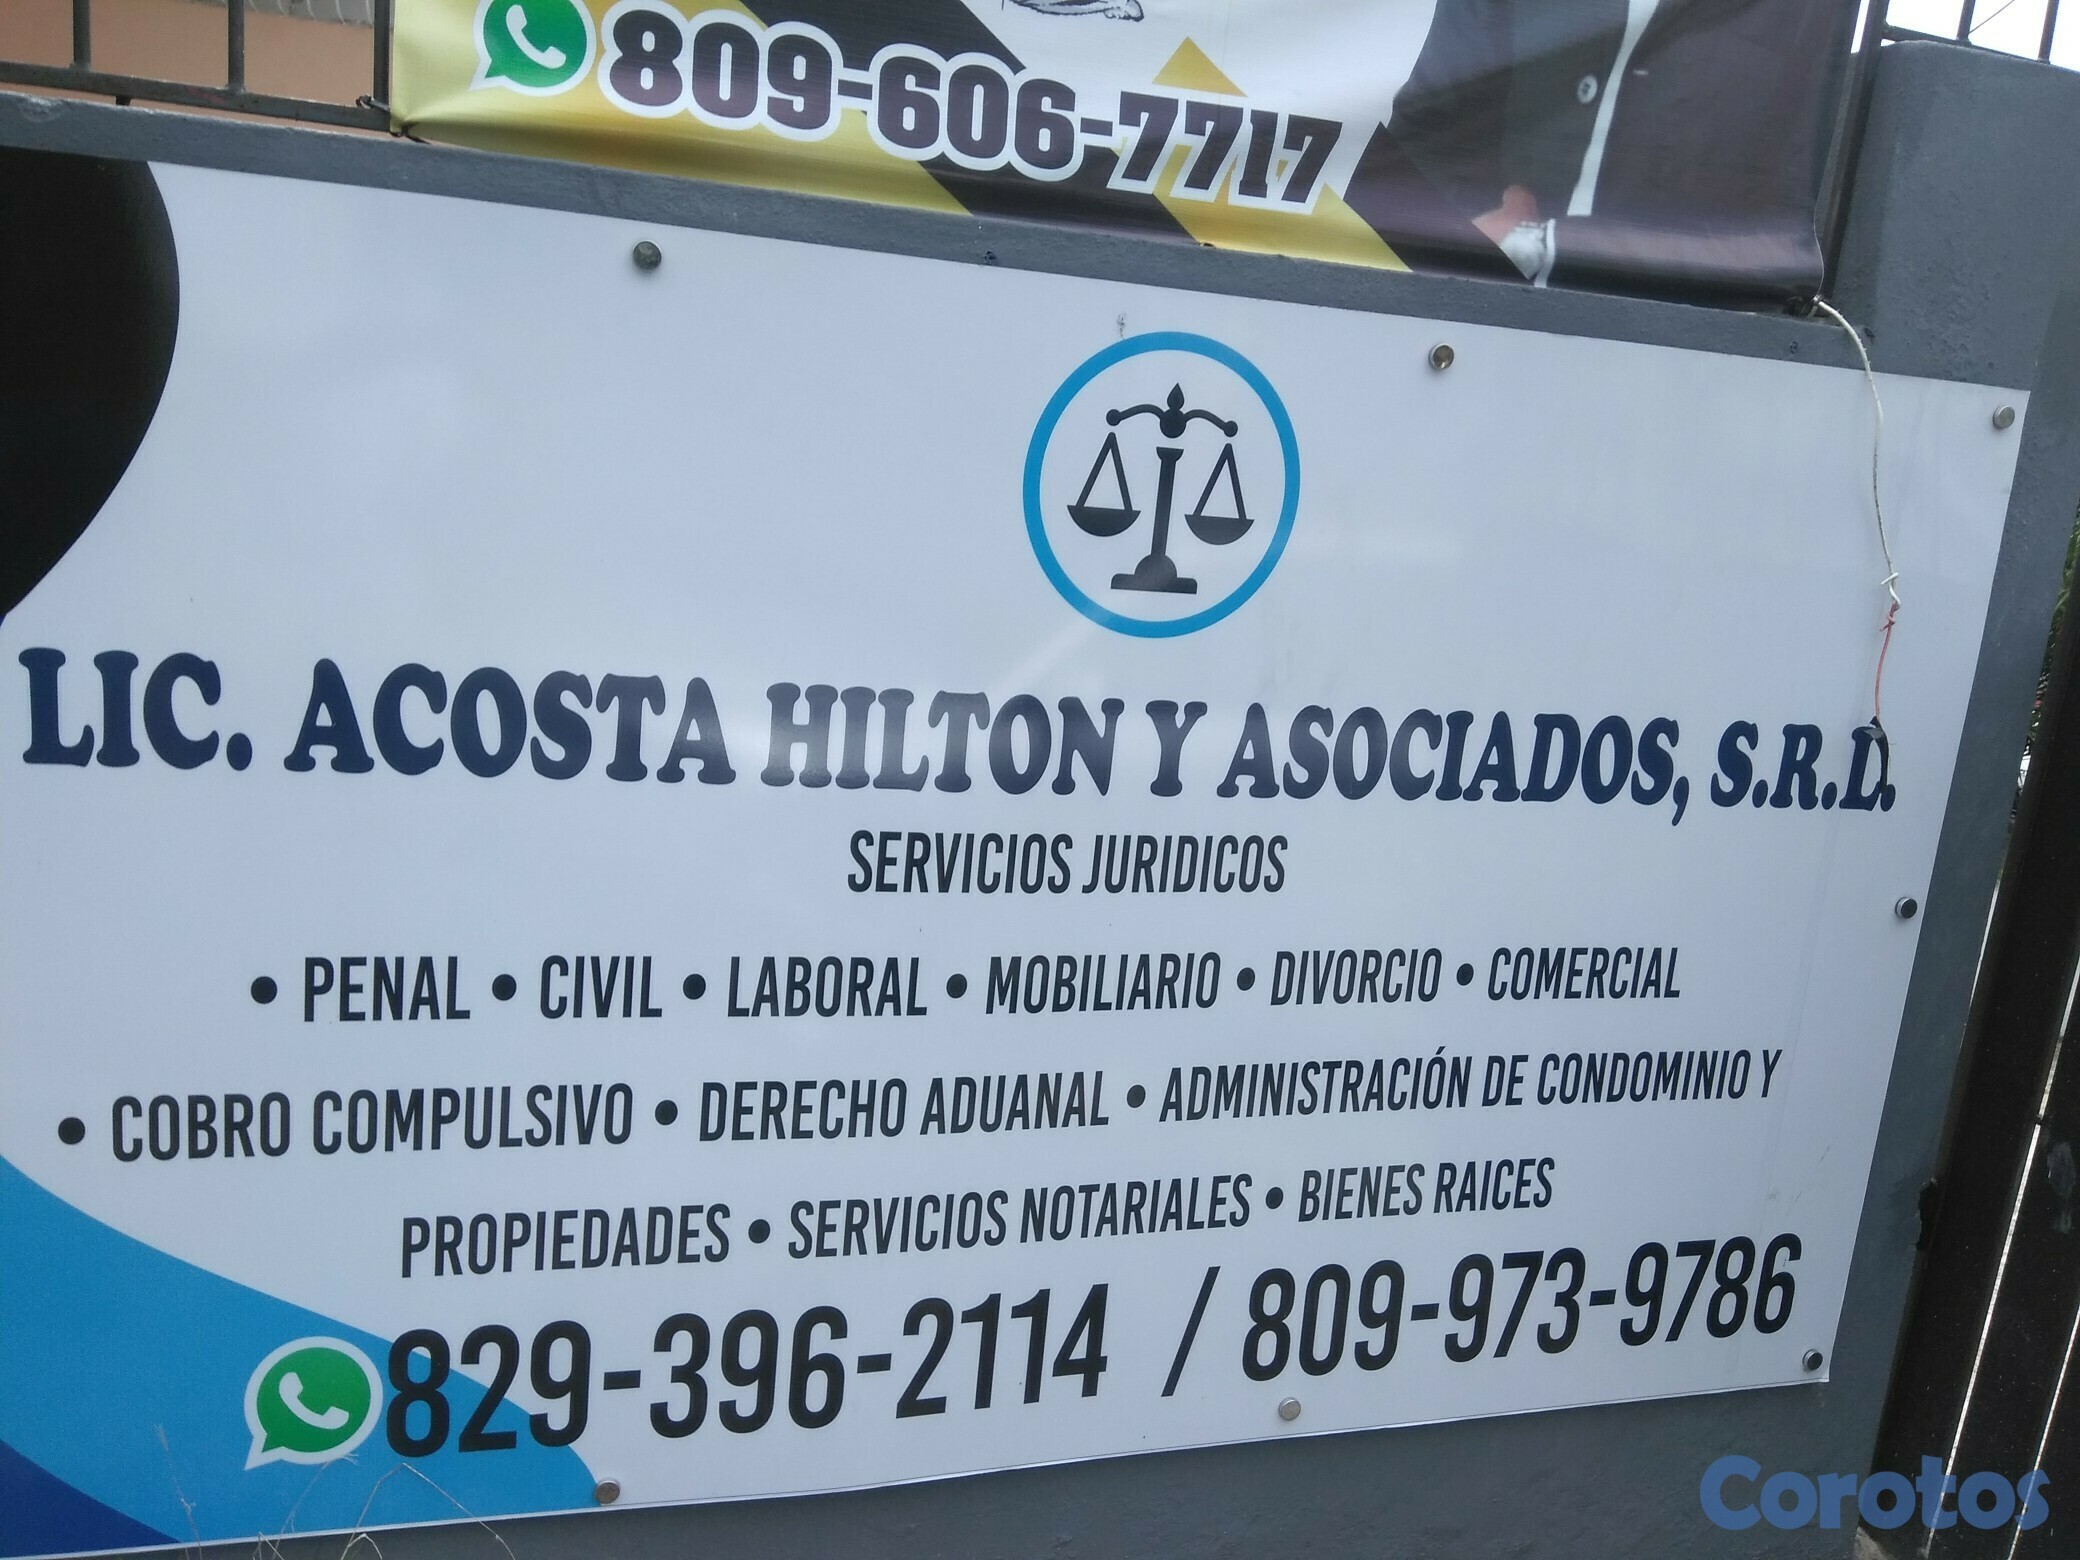 809-606-7717
LIC. ACOSTA HILTON Y ASOCIADOS, S.R.L.
SERVICIOS JURIDICOS
• PENAL • CIVIL • LABORAL • MOBILIARIO • DIVORCIO • COMERCIAL
• COBRO COMPULSIVO • DERECHO ADUANAL • ADMINISTRACIÓN DE CONDOMINIO Y
PROPIEDADES • SERVICIOS NOTARIALES • BIENES RAICES
829-396-2114 / 809-973-9786
Corotos